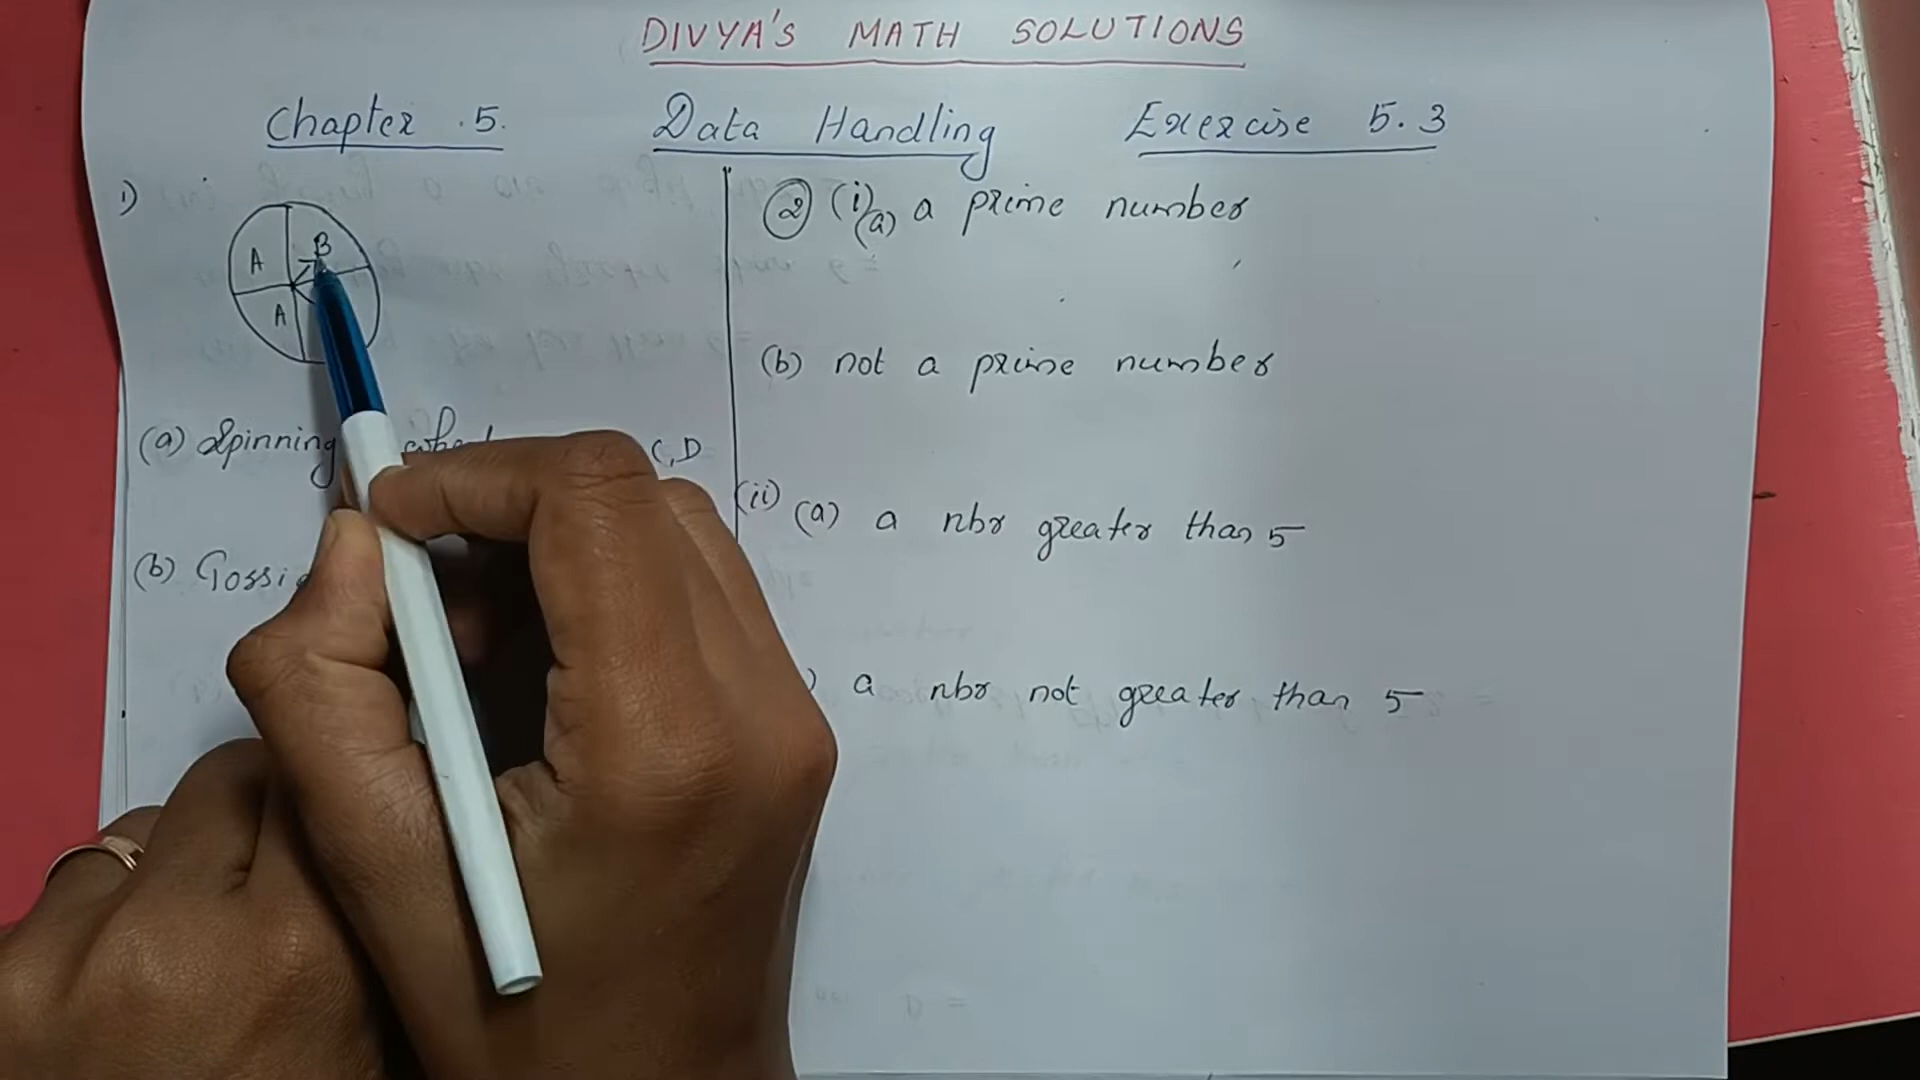 DIVYA'S MATH SOLUTIONS
Chapter 5. Data Handling Exercise 5.3
1)
A B
A
(a) Spinning C,D
(b) Tossi
② (i) (a) a prime number
(b) not a prime number
(ii) (a) a nbr greater than 5
) a nbr not greater than 5